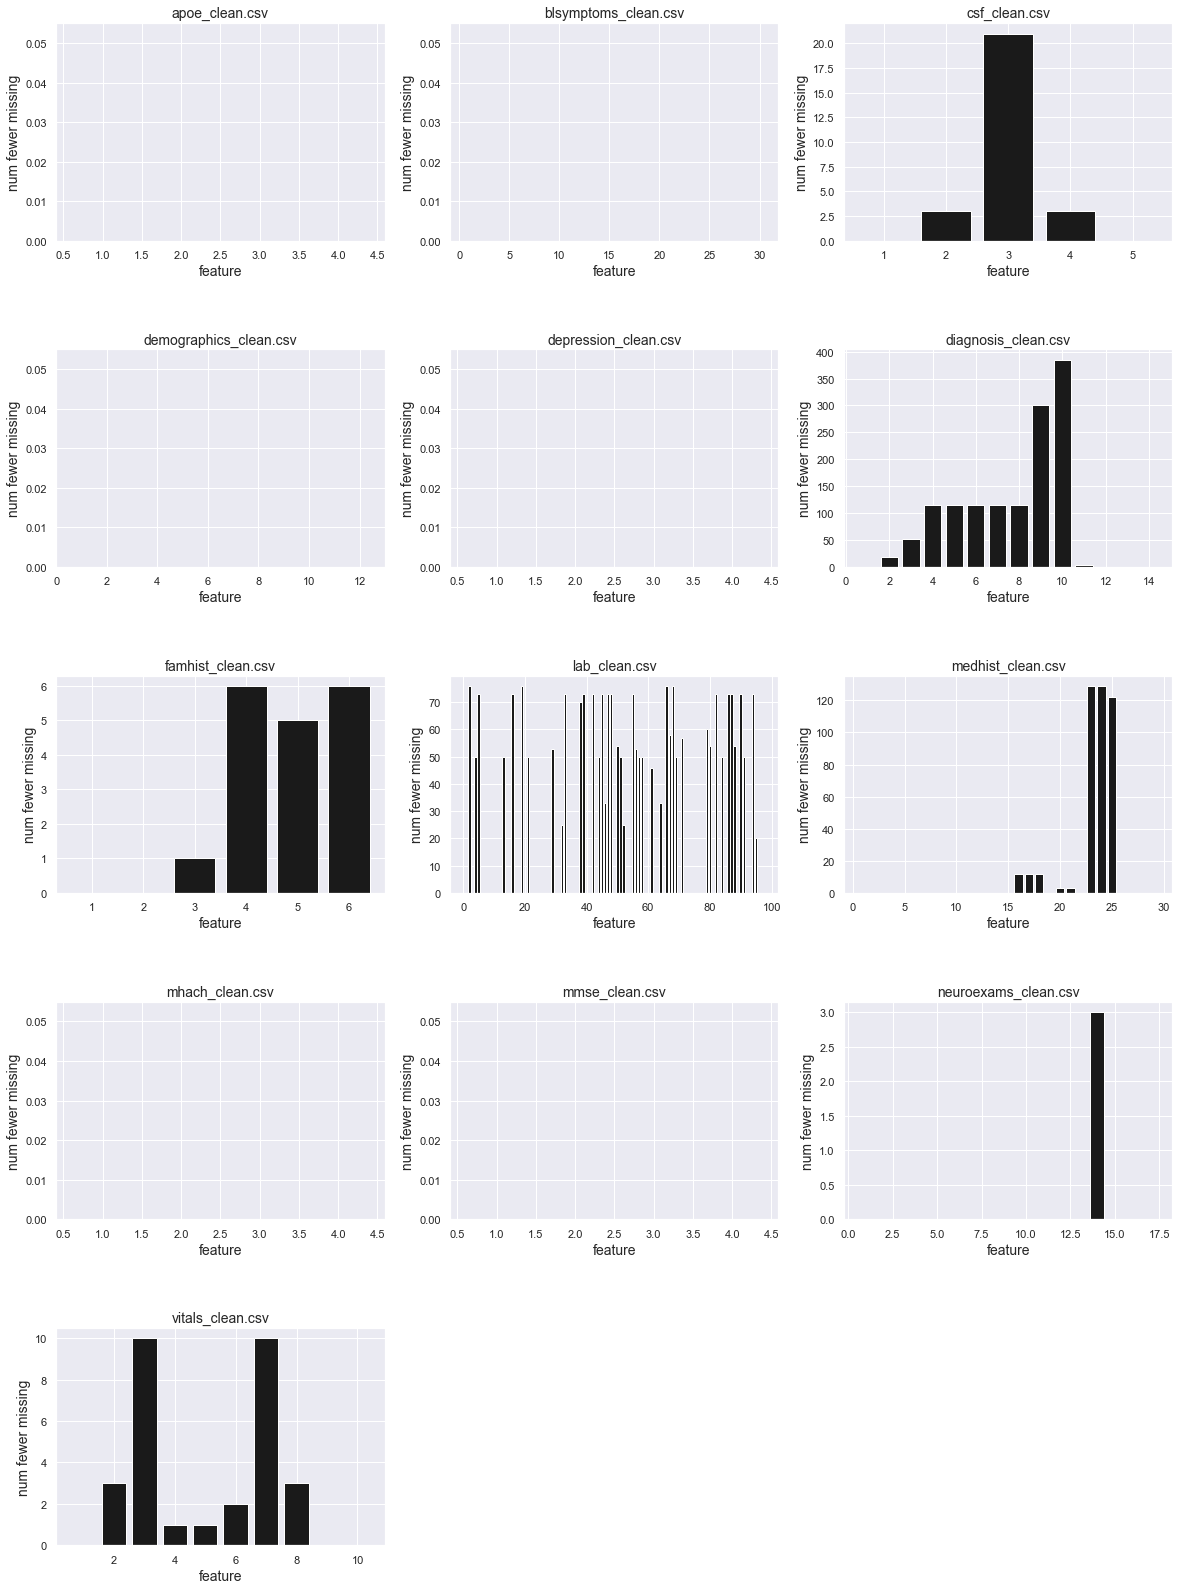 apoe_clean.csv
num fewer missing
0.05
0.04
0.03
0.02
0.01
0.00
0.5 1.0 1.5 2.0 2.5 3.0 3.5 4.0 4.5
feature
blsymptoms_clean.csv
num fewer missing
0.05
0.04
0.03
0.02
0.01
0.00
0 5 10 15 20 25 30
feature
csf_clean.csv
num fewer missing
20.0
17.5
15.0
12.5
10.0
7.5
5.0
2.5
0.0
1 2 3 4 5
feature
demographics_clean.csv
num fewer missing
0.05
0.04
0.03
0.02
0.01
0.00
0 2 4 6 8 10 12
feature
depression_clean.csv
num fewer missing
0.05
0.04
0.03
0.02
0.01
0.00
0.5 1.0 1.5 2.0 2.5 3.0 3.5 4.0 4.5
feature
diagnosis_clean.csv
num fewer missing
400
350
300
250
200
150
100
50
0
0 2 4 6 8 10 12 14
feature
famhist_clean.csv
num fewer missing
6
5
4
3
2
1
0
1 2 3 4 5 6
feature
lab_clean.csv
num fewer missing
70
60
50
40
30
20
10
0
0 20 40 60 80 100
feature
medhist_clean.csv
num fewer missing
120
100
80
60
40
20
0
0 5 10 15 20 25 30
feature
mhach_clean.csv
num fewer missing
0.05
0.04
0.03
0.02
0.01
0.00
0.5 1.0 1.5 2.0 2.5 3.0 3.5 4.0 4.5
feature
mmse_clean.csv
num fewer missing
0.05
0.04
0.03
0.02
0.01
0.00
0.5 1.0 1.5 2.0 2.5 3.0 3.5 4.0 4.5
feature
neuroexams_clean.csv
num fewer missing
3.0
2.5
2.0
1.5
1.0
0.5
0.0
0.0 2.5 5.0 7.5 10.0 12.5 15.0 17.5
feature
vitals_clean.csv
num fewer missing
10
8
6
4
2
0
2 4 6 8 10
feature